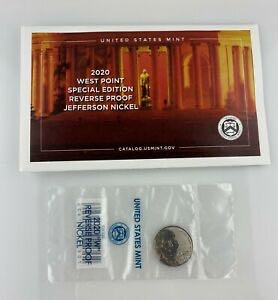 UNITED STATES MINT
2020
WEST POINT
SPECIAL EDITION
REVERSE PROOF
JEFFERSON NICKEL
CATALOG.USMINT.GOV
2020 "W"
REVERSE PROOF
NICKEL
UNITED STATES MINT